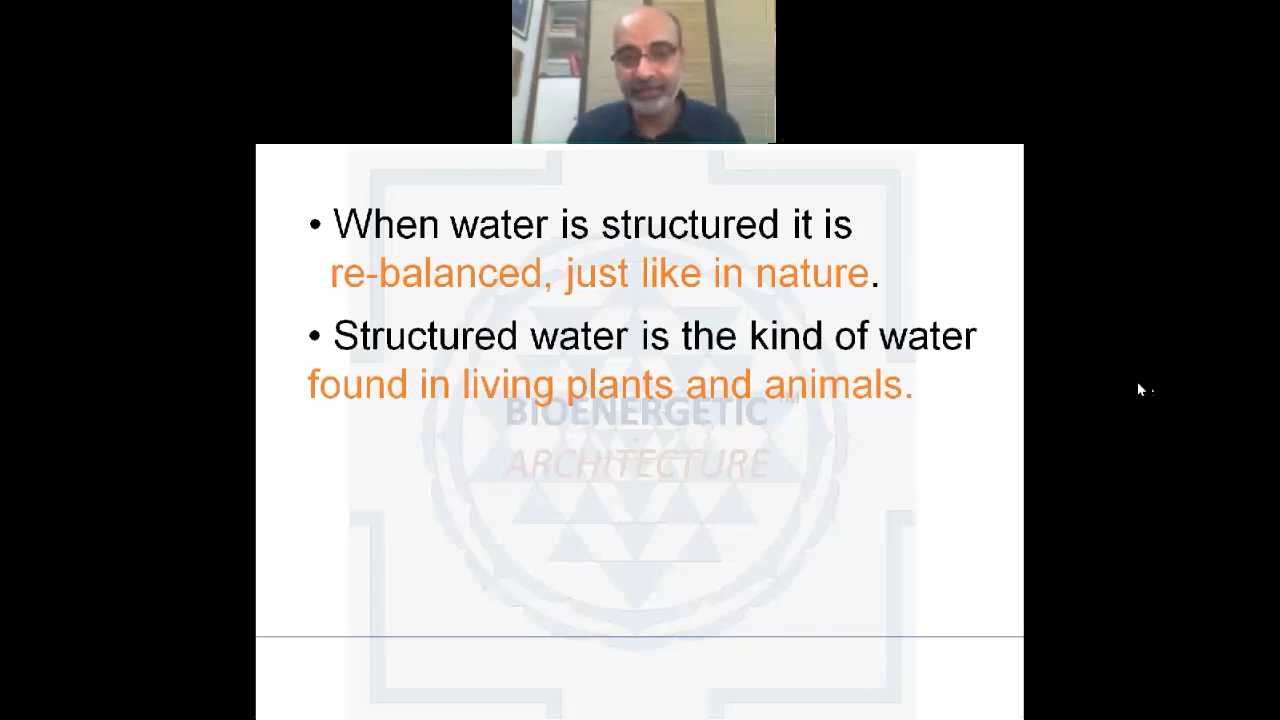 • When water is structured it is
re-balanced, just like in nature.
• Structured water is the kind of water
found in living plants and animals.
BIOENERGETIC ™
ARCHITECTURE